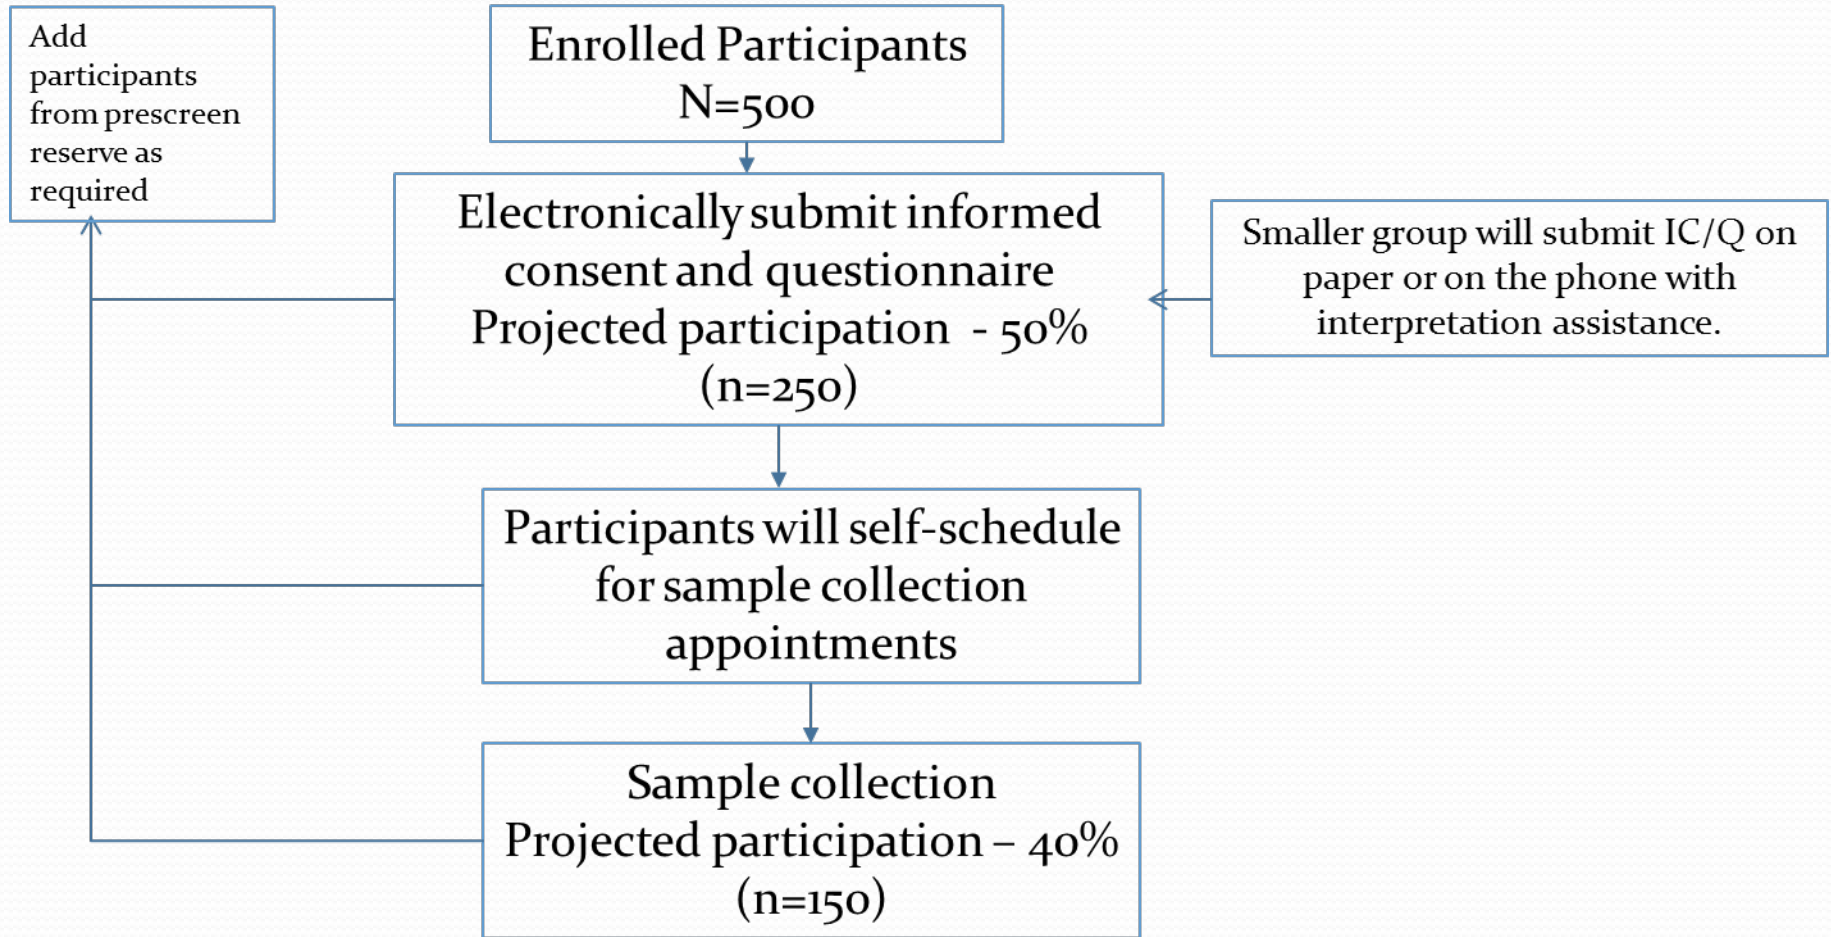 Add
participants
from prescreen
reserve as
required
Enrolled Participants
N=500
Electronically submit informed
consent and questionnaire
Projected participation - 50%
(n=250)
Smaller group will submit IC/Q on
paper or on the phone with
interpretation assistance.
Participants will self-schedule
for sample collection
appointments
Sample collection
Projected participation – 40%
(n=150)